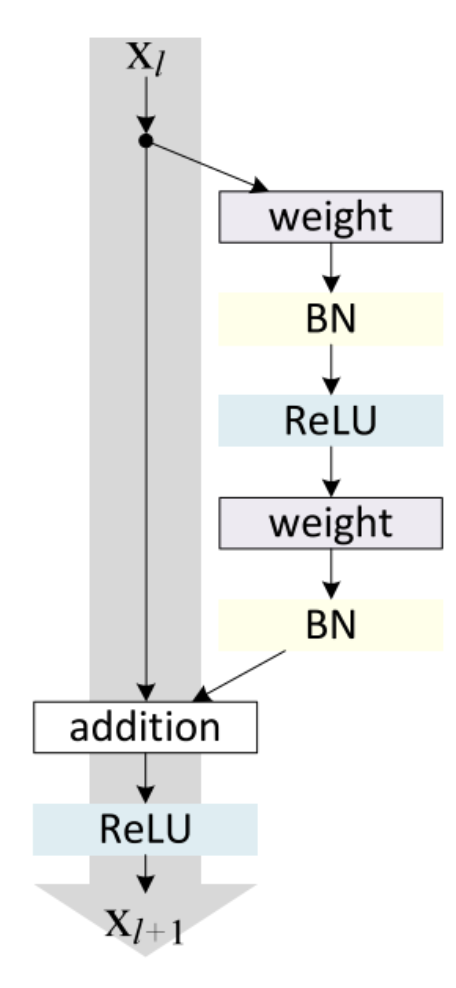 x_l
weight
BN
ReLU
weight
BN
addition
ReLU
x_{l+1}